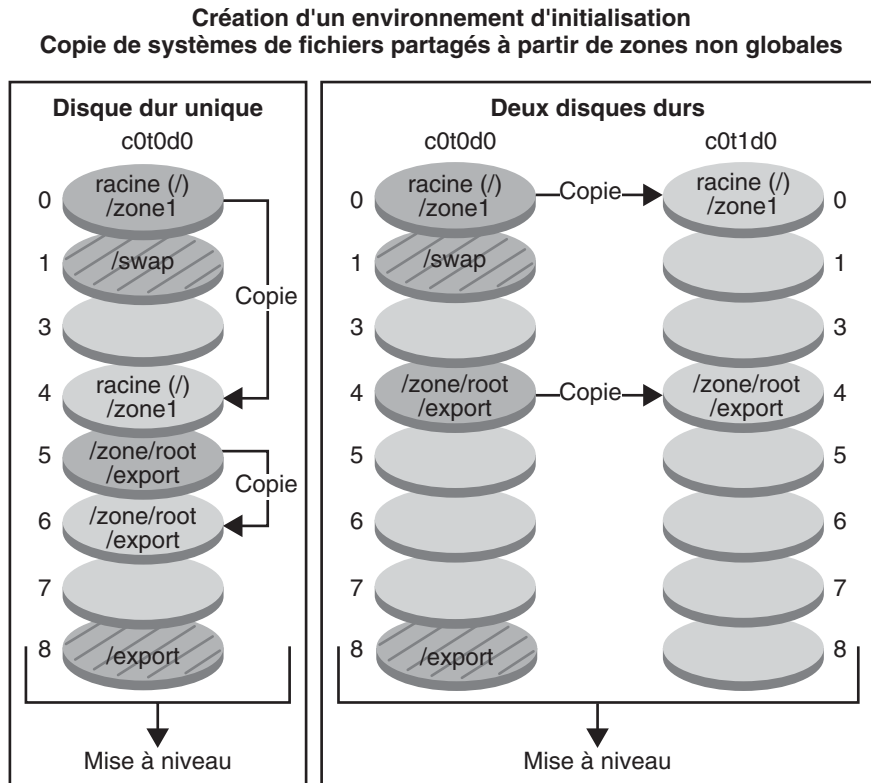 Création d'un environnement d'initialisation
Copie de systèmes de fichiers partagés à partir de zones non globales
Disque dur unique
c0t0d0
0
racine (/)
/zone1
1
/swap
Copie
3
4
racine (/)
/zone1
5
/zone/root
/export
Copie
6
/zone/root
/export
7
8
/export
Mise à niveau
Deux disques durs
c0t0d0
c0t1d0
0
racine (/)
/zone1
Copie
racine (/)
/zone1
0
1
/swap
1
3
3
4
/zone/root
/export
Copie
/zone/root
/export
4
5
5
6
6
7
7
8
/export
8
Mise à niveau